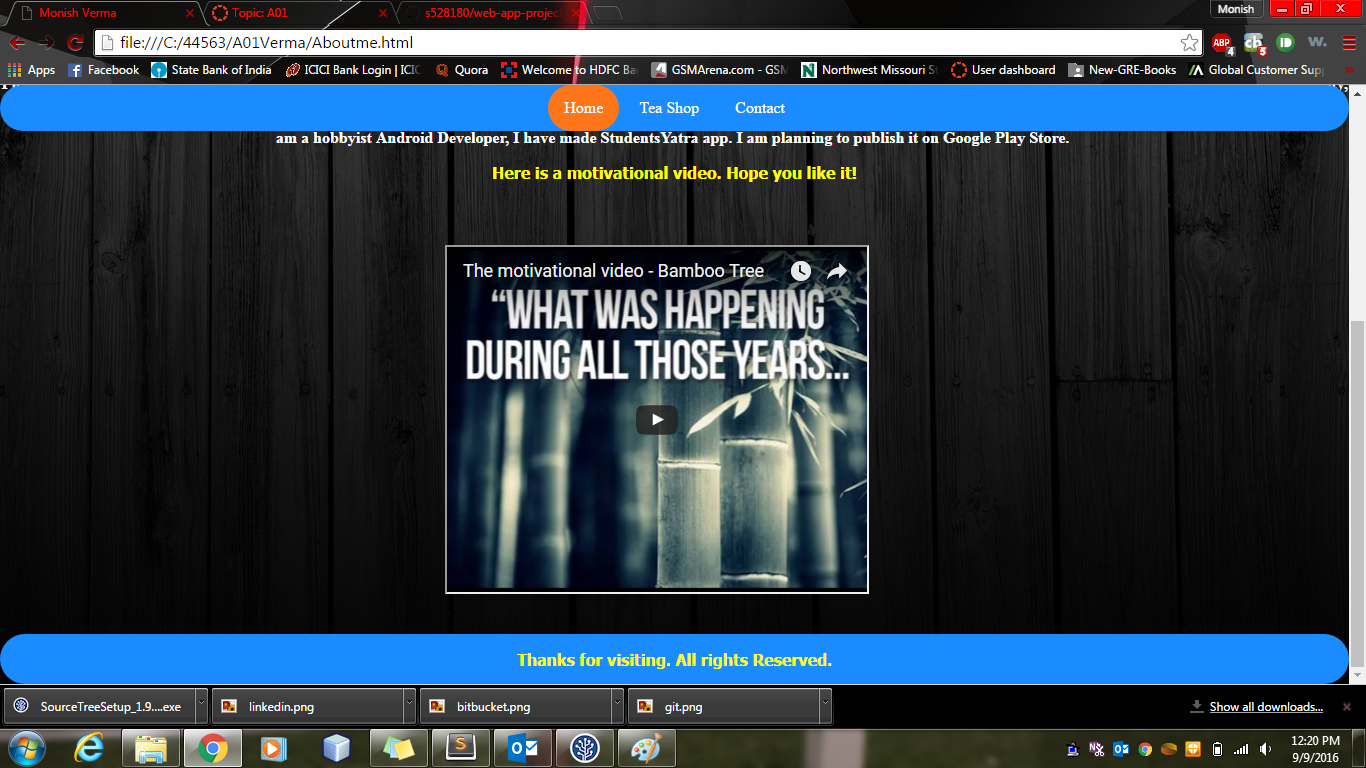 Monish Verma
Topic: A01
s528180/web-app-project
Monish
file:///C:/44563/A01Verma/Aboutme.html
ABP
4
cb
5
w.
Apps
Facebook
State Bank of India
ICICI Bank Login | ICIC
Quora
Welcome to HDFC Ba
GSMArena.com - GSM
Northwest Missouri S
User dashboard
New-GRE-Books
Global Customer Supp
Home
Tea Shop
Contact
am a hobbyist Android Developer, I have made StudentsYatra app. I am planning to publish it on Google Play Store.
Here is a motivational video. Hope you like it!
The motivational video - Bamboo Tree
“WHAT WAS HAPPENING
DURING ALL THOSE YEARS...
Thanks for visiting. All rights Reserved.
SourceTreeSetup_1.9....exe
linkedin.png
bitbucket.png
git.png
Show all downloads...
12:20 PM
9/9/2016